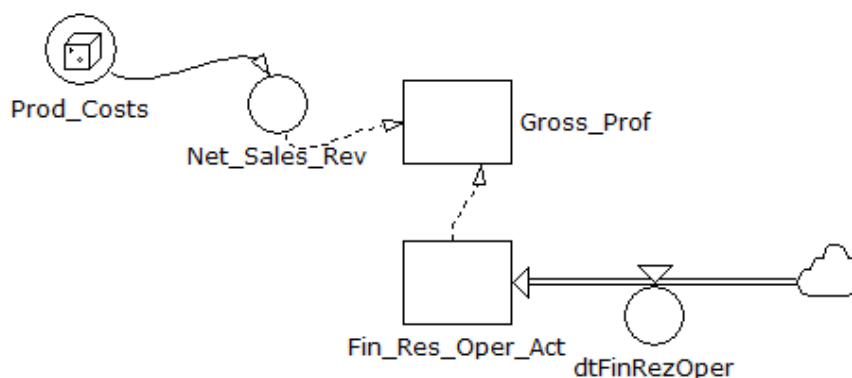 Prod_Costs
Net_Sales_Rev
Gross_Prof
Fin_Res_Oper_Act
dtFinRezOper